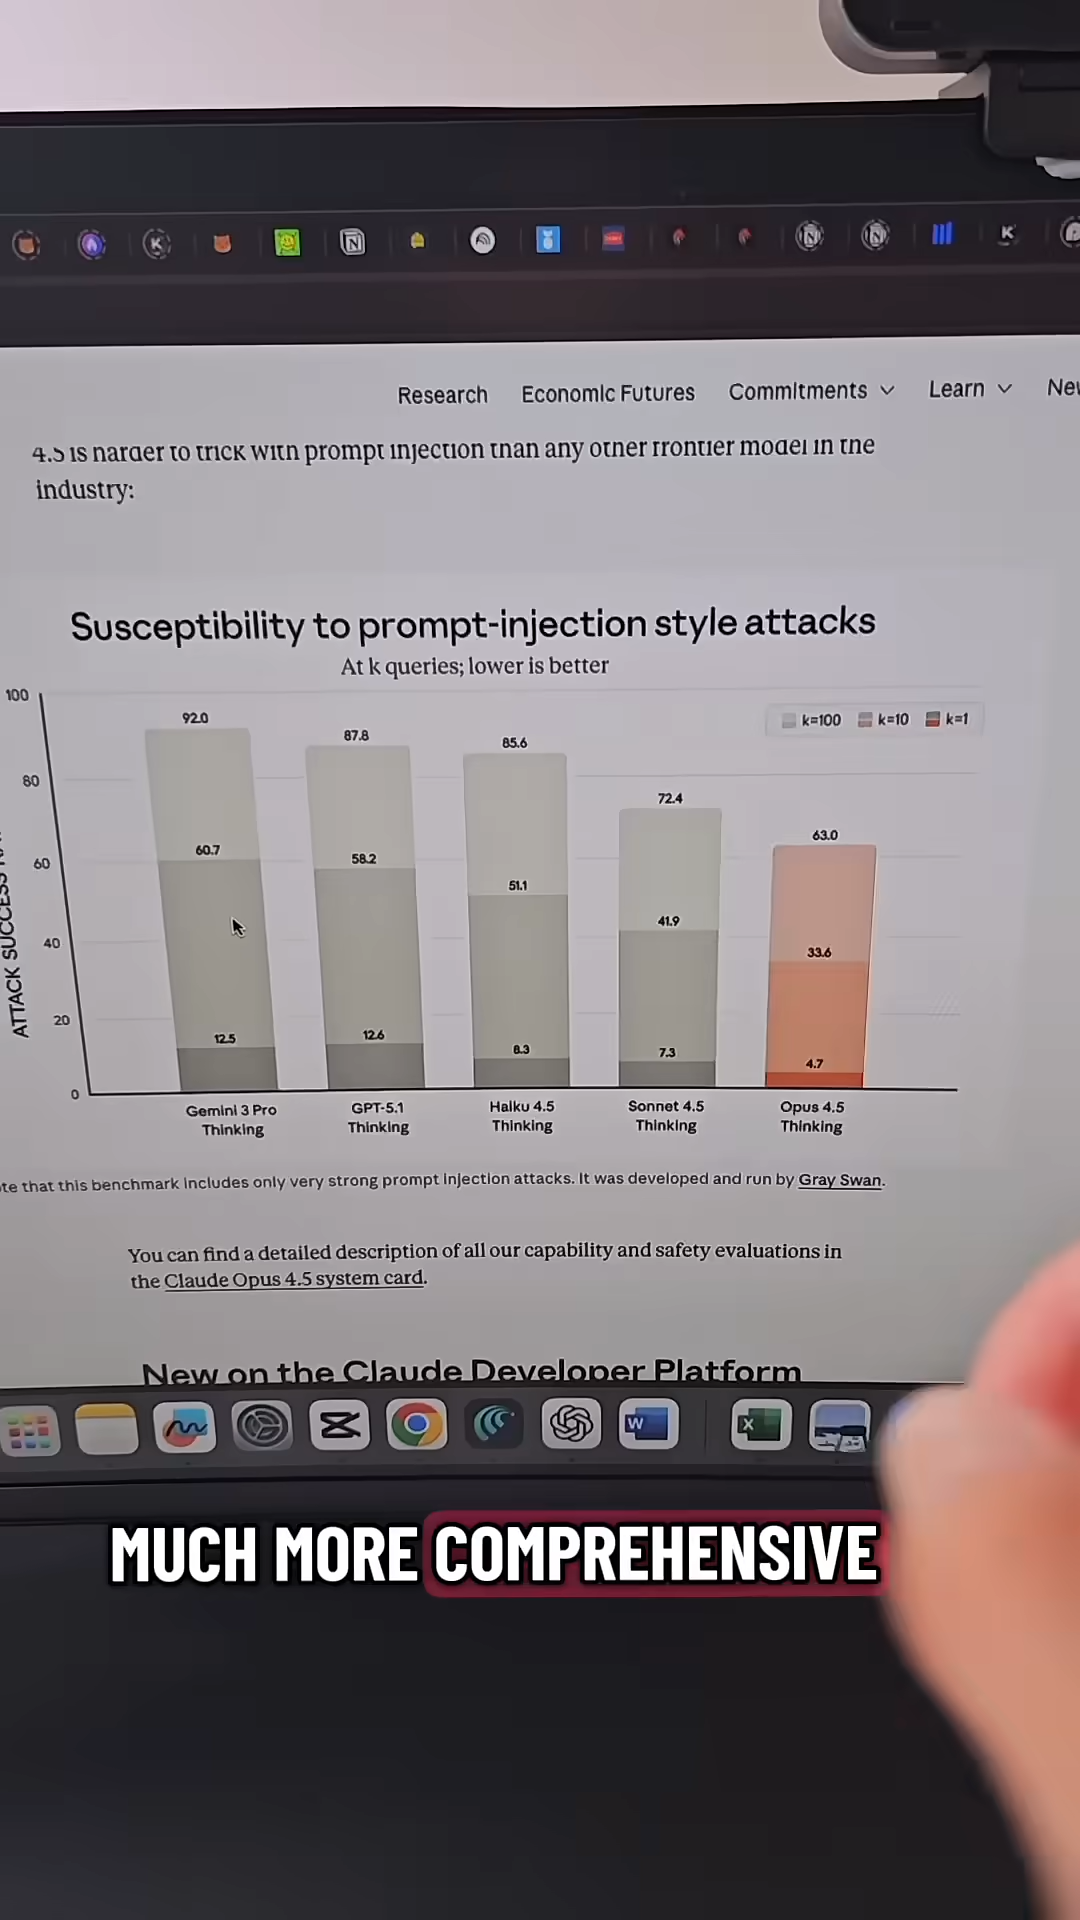 Research Economic Futures Commitments Learn
4.5 is harder to trick with prompt injection than any other frontier model in the
industry:
Susceptibility to prompt-injection style attacks
At k queries; lower is better
k=100 k=10 k=1
100
80
60
40
20
0
ATTACK SUCCESS
92.0
60.7
12.5
87.8
58.2
12.6
85.6
51.1
8.3
72.4
41.9
7.3
63.0
33.6
4.7
Gemini 3 Pro
Thinking
GPT-5.1
Thinking
Haiku 4.5
Thinking
Sonnet 4.5
Thinking
Opus 4.5
Thinking
that this benchmark includes only very strong prompt injection attacks. It was developed and run by Gray Swan.
You can find a detailed description of all our capability and safety evaluations in
the Claude Opus 4.5 system card.
New on the Claude Developer Platform
W
X
MUCH MORE COMPREHENSIVE